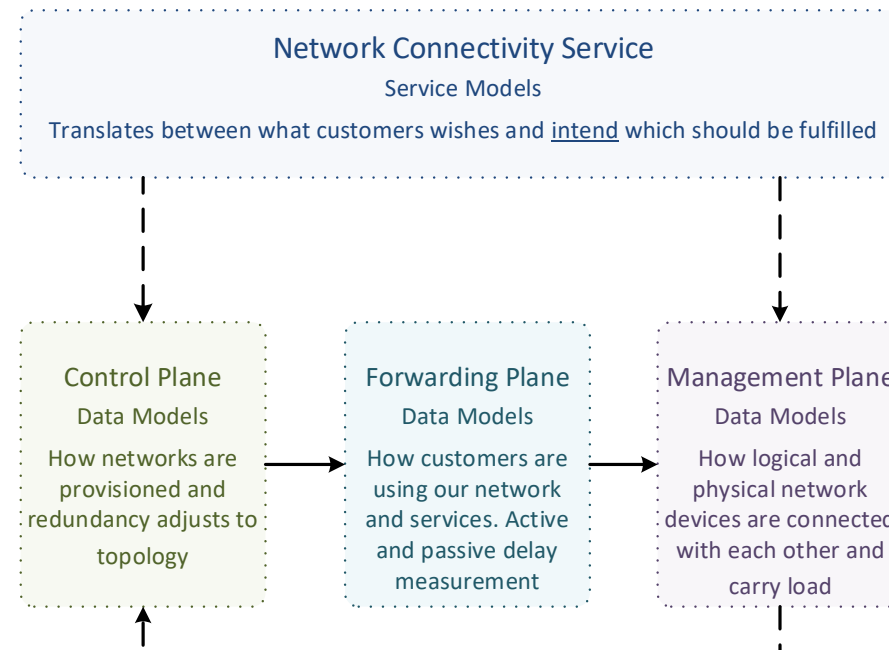 Network Connectivity Service
Service Models
Translates between what customers wishes and intend which should be fulfilled
Control Plane
Data Models
How networks are
provisioned and
redundancy adjusts to
topology
Forwarding Plane
Data Models
How customers are
using our network
and services. Active
and passive delay
measurement
Management Plane
Data Models
How logical and
physical network
devices are connected
with each other and
carry load